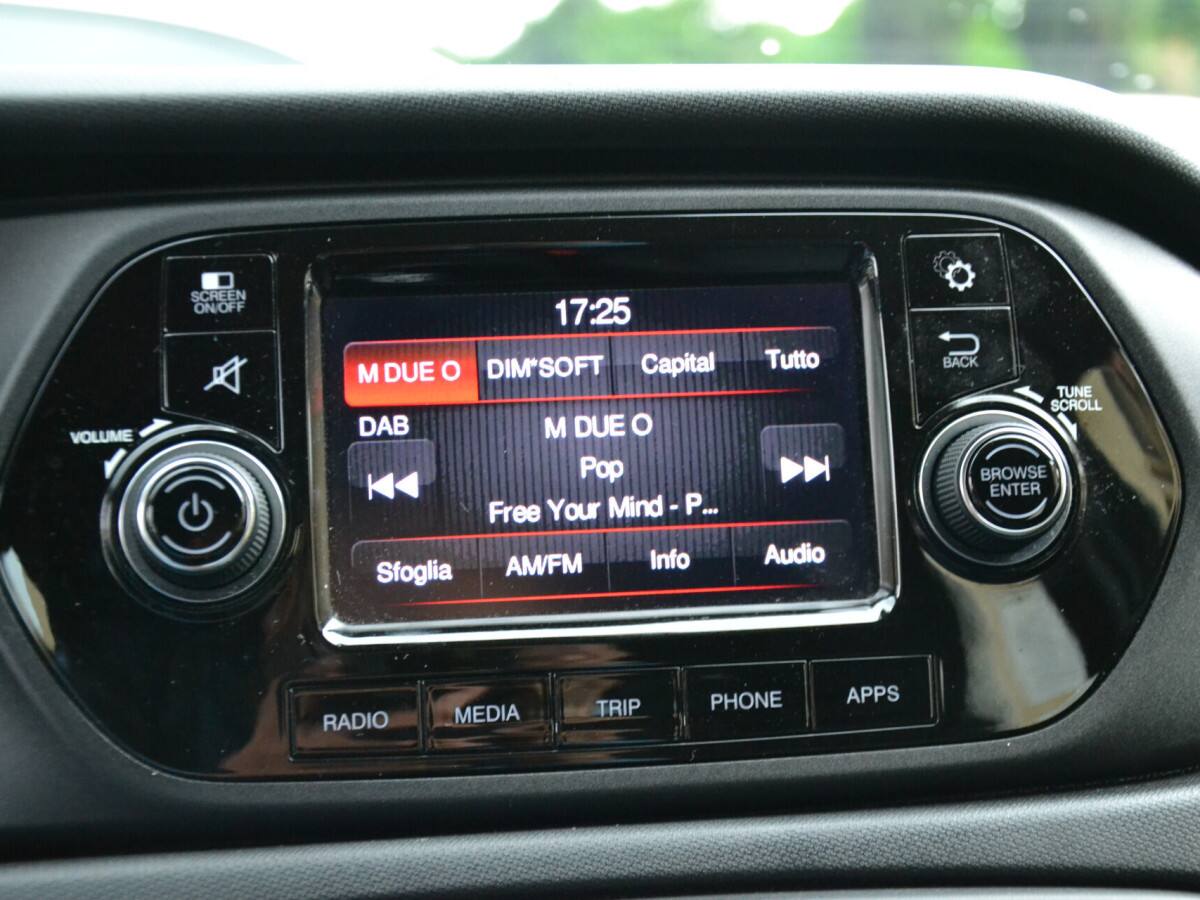 SCREEN
ON/OFF
VOLUME
17:25
M DUE O DIM*SOFT Capital Tutto
DAB M DUE O
Pop
Free Your Mind - P...
Sfoglia AM/FM Info Audio
BACK
TUNE
SCROLL
BROWSE
ENTER
RADIO MEDIA TRIP PHONE APPS